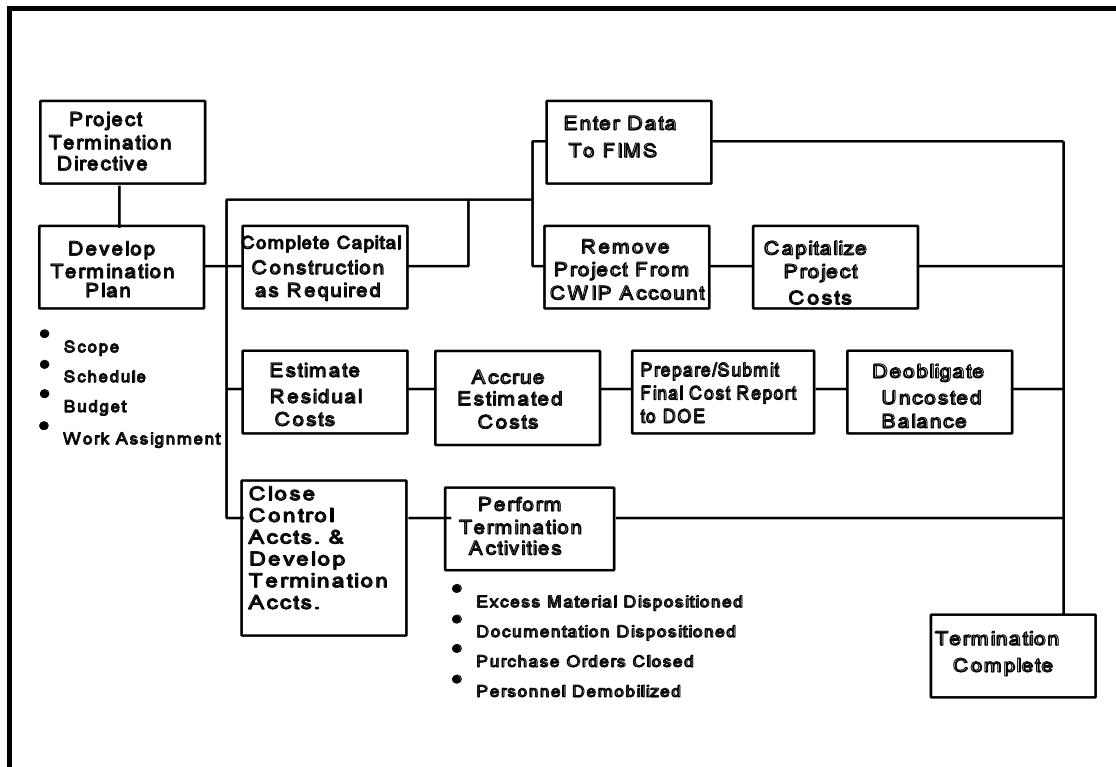 Project
Termination
Directive
Enter Data
To FIMS
Develop
Termination
Plan
Complete Capital
Construction
as Required
Remove
Project From
CWIP Account
Capitalize
Project
Costs
• Scope
• Schedule
• Budget
• Work Assignment
Estimate
Residual
Costs
Accrue
Estimated
Costs
Prepare/Submit
Final Cost Report
to DOE
Deobligate
Uncosted
Balance
Close
Control
Accts. &
Develop
Termination
Accts.
Perform
Termination
Activities
• Excess Material Dispositioned
• Documentation Dispositioned
• Purchase Orders Closed
• Personnel Demobilized
Termination
Complete